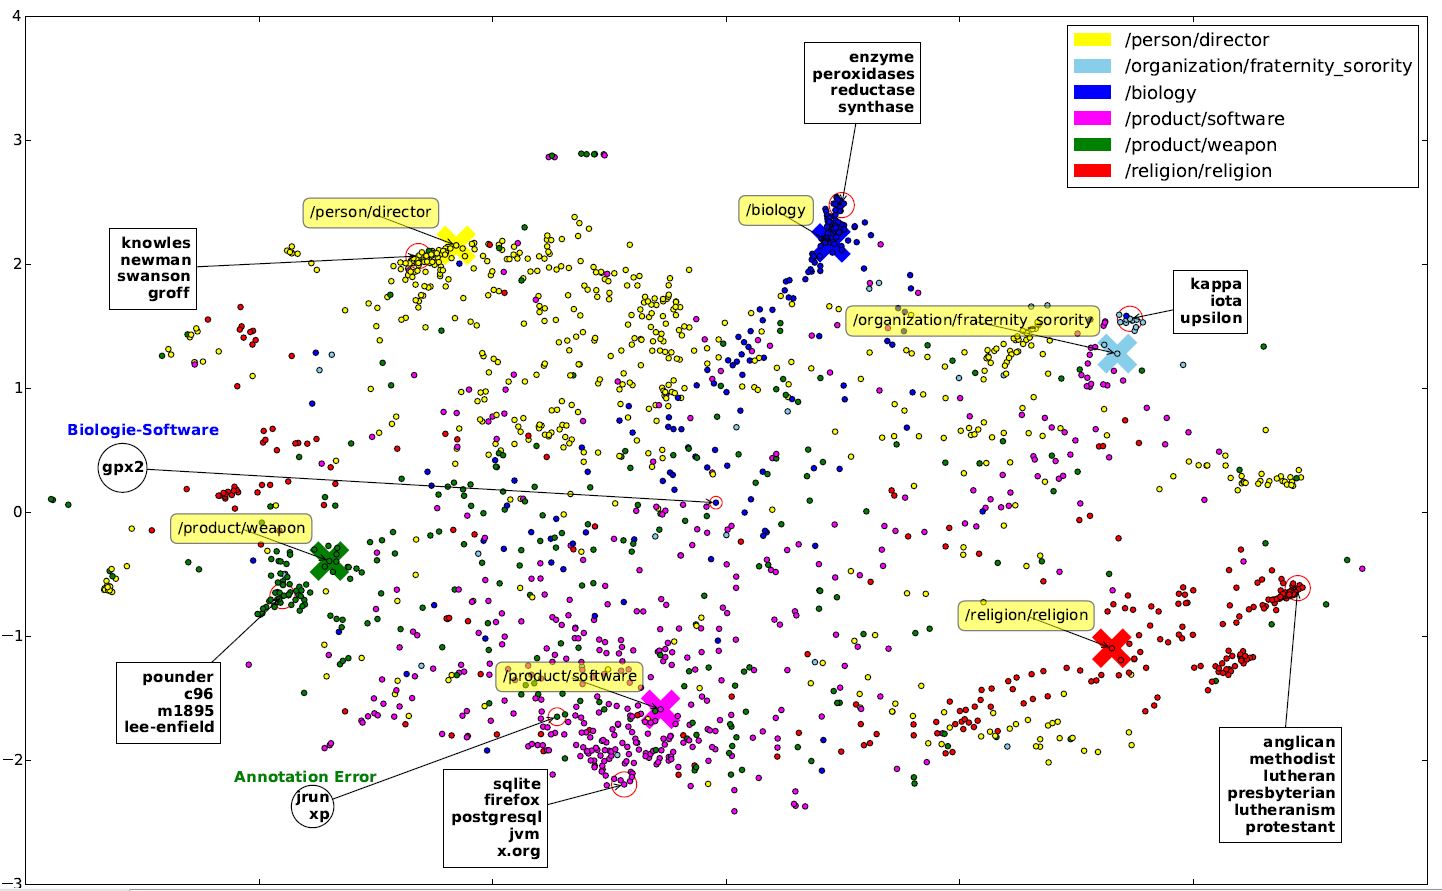 4
3
2
1
0
−1
−2
−3
/person/director
/organization/fraternity_sorority
/biology
/product/software
/product/weapon
/religion/religion
enzyme
peroxidases
reductase
synthase
/person/director
/biology
knowles
newman
swanson
groff
kappa
iota
upsilon
/organization/fraternity_sorority
Biologie-Software
gpx2
/product/weapon
/religion/religion
pounder
c96
m1895
lee-enfield
/product/software
Annotation Error
jrun
xp
sqlite
firefox
postgresql
jvm
x.org
anglican
methodist
lutheran
presbyterian
lutheranism
protestant